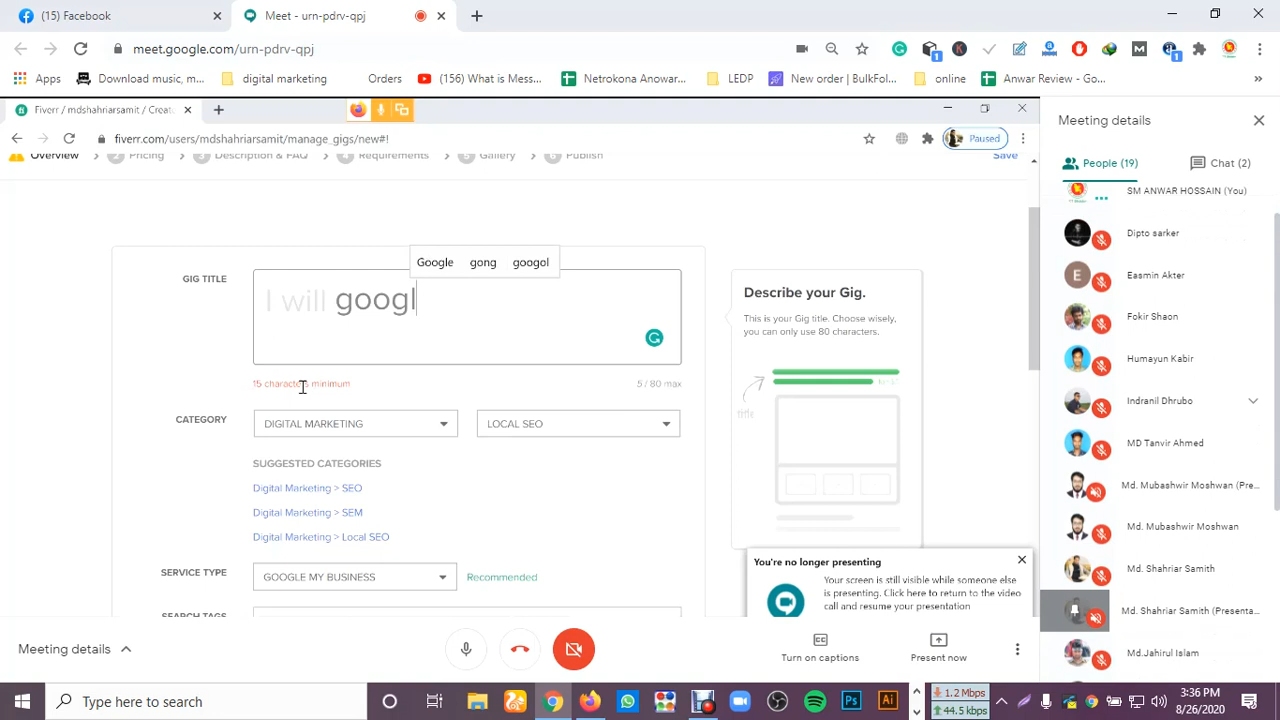 (15) Facebook
Meet - urn-pdrv-qpj
meet.google.com/urn-pdrv-qpj
Apps
Download music, m...
digital marketing
Orders
(156) What is Mess...
Netrokona Anowar...
LEDP
New order | BulkFol...
online
Anwar Review - Go...
»
Fiverr / mdshahriarsamit / Create
fiverr.com/users/mdshahriarsamit/manage_gigs/new#!
Paused
Overview
2 Pricing
3 Description & FAQ
4 Requirements
5 Gallery
6 Publish
Save
GIG TITLE
Google gong googol
I will googl
15 characters minimum
5 / 80 max
CATEGORY
DIGITAL MARKETING
LOCAL SEO
SUGGESTED CATEGORIES
Digital Marketing > SEO
Digital Marketing > SEM
Digital Marketing > Local SEO
SERVICE TYPE
GOOGLE MY BUSINESS
Recommended
SEARCH TAGS
Describe your Gig.
This is your Gig title. Choose wisely,
you can only use 80 characters.
title
You're no longer presenting
Your screen is still visible while someone else
is presenting. Click here to return to the video
call and resume your presentation
Meeting details
People (19)
Chat (2)
SM ANWAR HOSSAIN (You)
Dipto sarker
E
Easmin Akter
Fokir Shaon
Humayun Kabir
Indranil Dhrubo
MD Tanvir Ahmed
Md. Mubashwir Moshwan (Pre...
Md. Mubashwir Moshwan
Md. Shahriar Samith
Md. Shahriar Samith (Presenta...
Md.Jahirul Islam
Meeting details
Turn on captions
Present now
Type here to search
1.2 Mbps
44.5 kbps
3:36 PM
8/26/2020